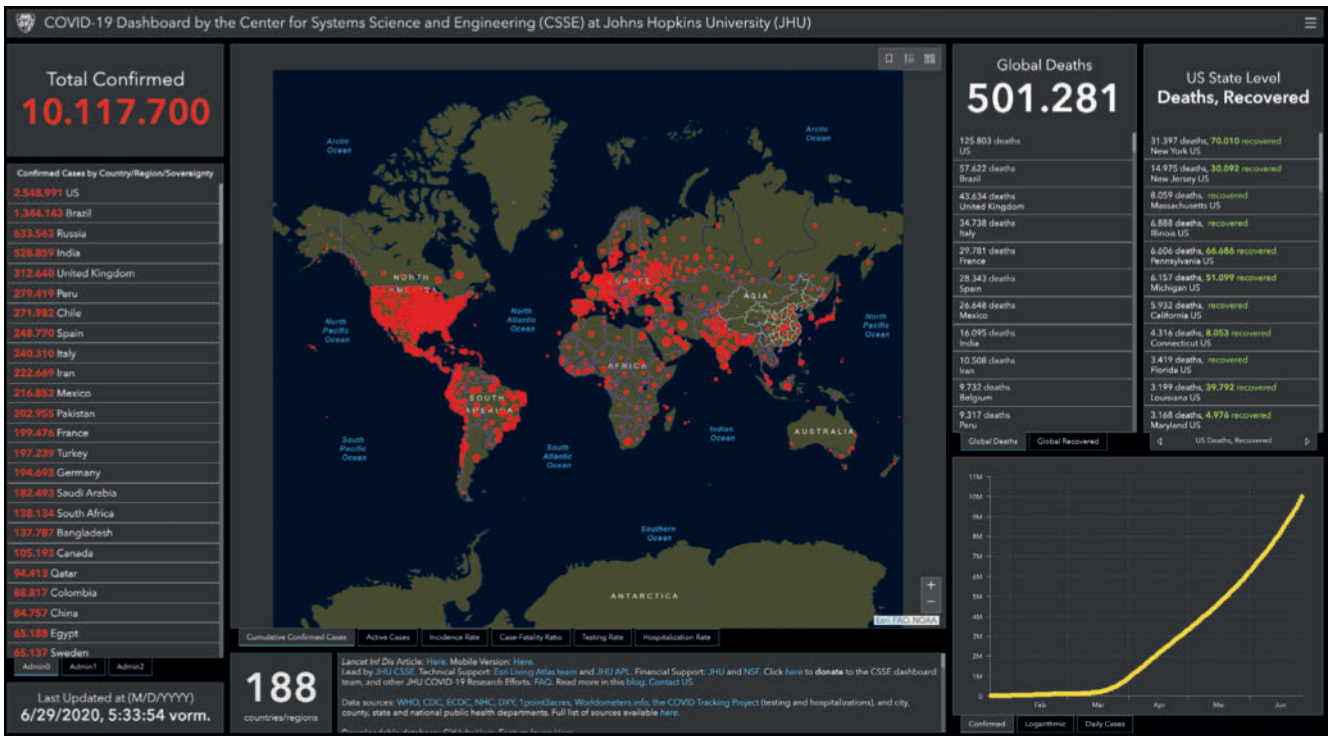 COVID-19 Dashboard by the Center for Systems Science and Engineering (CSSE) at Johns Hopkins University (JHU)
Total Confirmed
10.117.700
Confirmed Cases by Country/Region/Sovereignty
2.548.991 US
1.344.143 Brazil
633.563 Russia
528.859 India
312.640 United Kingdom
279.419 Peru
271.982 Chile
248.770 Spain
240.310 Italy
222.669 Iran
216.852 Mexico
202.955 Pakistan
199.476 France
197.239 Turkey
194.693 Germany
182.493 Saudi Arabia
138.134 South Africa
137.787 Bangladesh
105.193 Canada
94.413 Qatar
88.817 Colombia
84.757 China
65.188 Egypt
65.137 Sweden
Admin0 Admin1 Admin2
Last Updated at (M/D/YYYY)
6/29/2020, 5:33:54 vorm.
Arctic
Ocean
Arctic
Ocean
NORTH
AMERICA
EUROPE
ASIA
North
Pacific
Ocean
North
Atlantic
Ocean
North
Pacific
Ocean
AFRICA
SOUTH
AMERICA
Indian
Ocean
AUSTRALIA
South
Pacific
Ocean
South
Atlantic
Ocean
Southern
Ocean
ANTARCTICA
+
−
Esri, FAO, NOAA
Cumulative Confirmed Cases Active Cases Incidence Rate Case-Fatality Ratio Testing Rate Hospitalization Rate
188
countries/regions
Lancet Inf Dis Article: Here. Mobile Version: Here.
Lead by JHU CSSE. Technical Support: Esri Living Atlas team and JHU APL. Financial Support: JHU and NSF. Click here to donate to the CSSE dashboard
team, and other JHU COVID-19 Research Efforts. FAQ. Read more in this blog. Contact US.
Data sources: WHO, CDC, ECDC, NHC, DXY, 1point3acres, Worldometers.info, the COVID Tracking Project (testing and hospitalizations), and city,
county, state and national public health departments. Full list of sources available here.
Global Deaths
501.281
125.803 deaths
US
57.622 deaths
Brazil
43.634 deaths
United Kingdom
34.738 deaths
Italy
29.781 deaths
France
28.343 deaths
Spain
26.648 deaths
Mexico
16.095 deaths
India
10.508 deaths
Iran
9.732 deaths
Belgium
9.317 deaths
Peru
Global Deaths Global Recovered
US State Level
Deaths, Recovered
31.397 deaths, 70.010 recovered
New York US
14.975 deaths, 30.092 recovered
New Jersey US
8.059 deaths, recovered
Massachusetts US
6.888 deaths, recovered
Illinois US
6.606 deaths, 66.686 recovered
Pennsylvania US
6.157 deaths, 51.099 recovered
Michigan US
5.932 deaths, recovered
California US
4.316 deaths, 8.053 recovered
Connecticut US
3.419 deaths, recovered
Florida US
3.199 deaths, 39.792 recovered
Louisiana US
3.168 deaths, 4.976 recovered
Maryland US
US Deaths, Recovered
11M
10M
9M
8M
7M
6M
5M
4M
3M
2M
1M
0
Feb Mär Apr Mai Jun
Confirmed Logarithmic Daily Cases